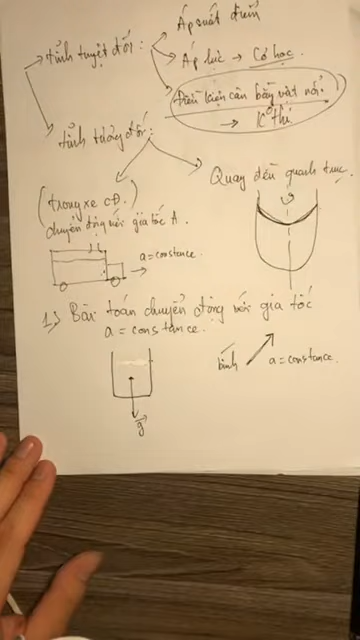 Áp suất điểm
tĩnh tuyệt đối :
Áp lực → Cơ học.
Điều kiện cân bằng vật nổi.
→ K° thi
tĩnh tương đối :
Quay đều quanh trục.
(trong xe cđ.)
chuyển động với gia tốc A.
a = constance.
1.) Bài toán chuyển động với gia tốc
a = constance.
bình
a = constance.
g